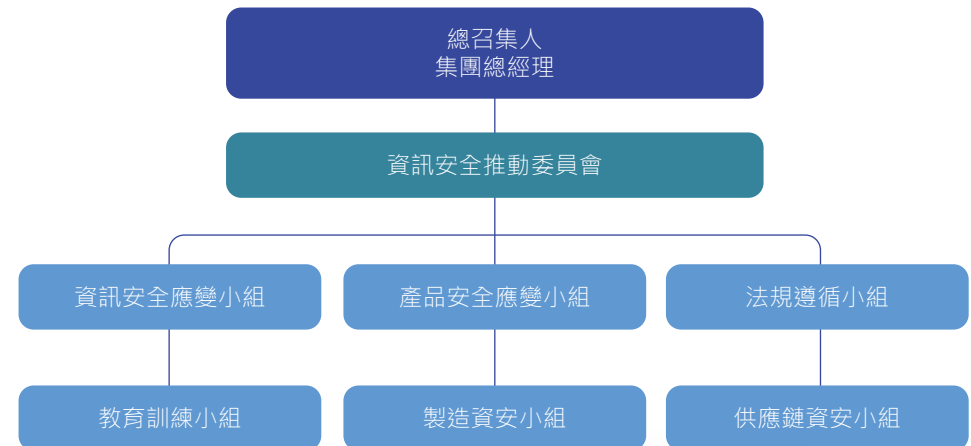 總召集人
集團總經理
資訊安全推動委員會
資訊安全應變小組
產品安全應變小組
法規遵循小組
教育訓練小組
製造資安小組
供應鏈資安小組